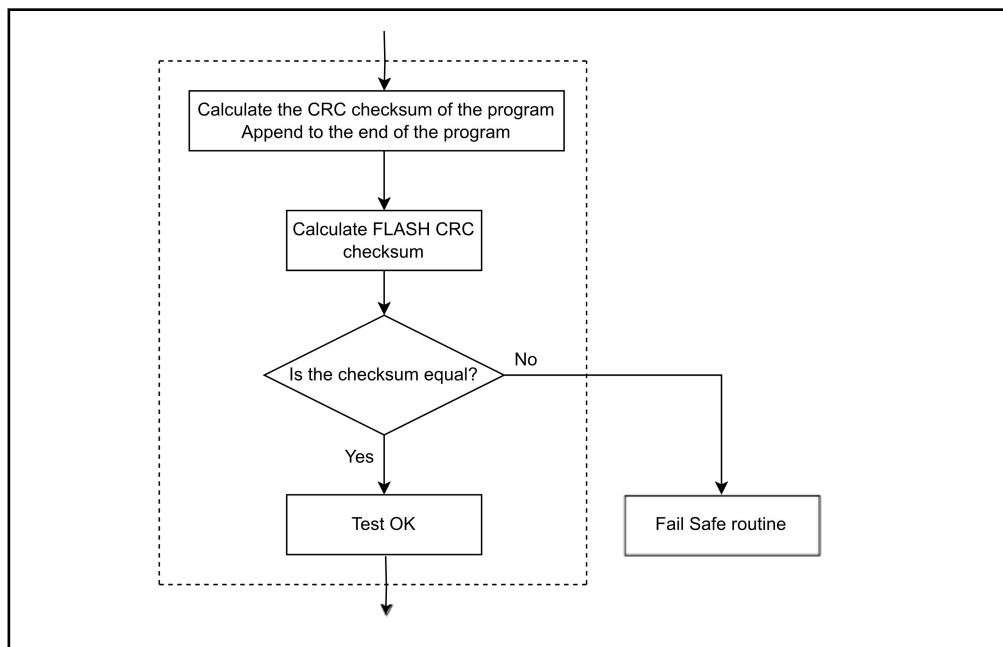 Calculate the CRC checksum of the program
Append to the end of the program
Calculate FLASH CRC
checksum
Is the checksum equal?
No
Yes
Test OK
Fail Safe routine